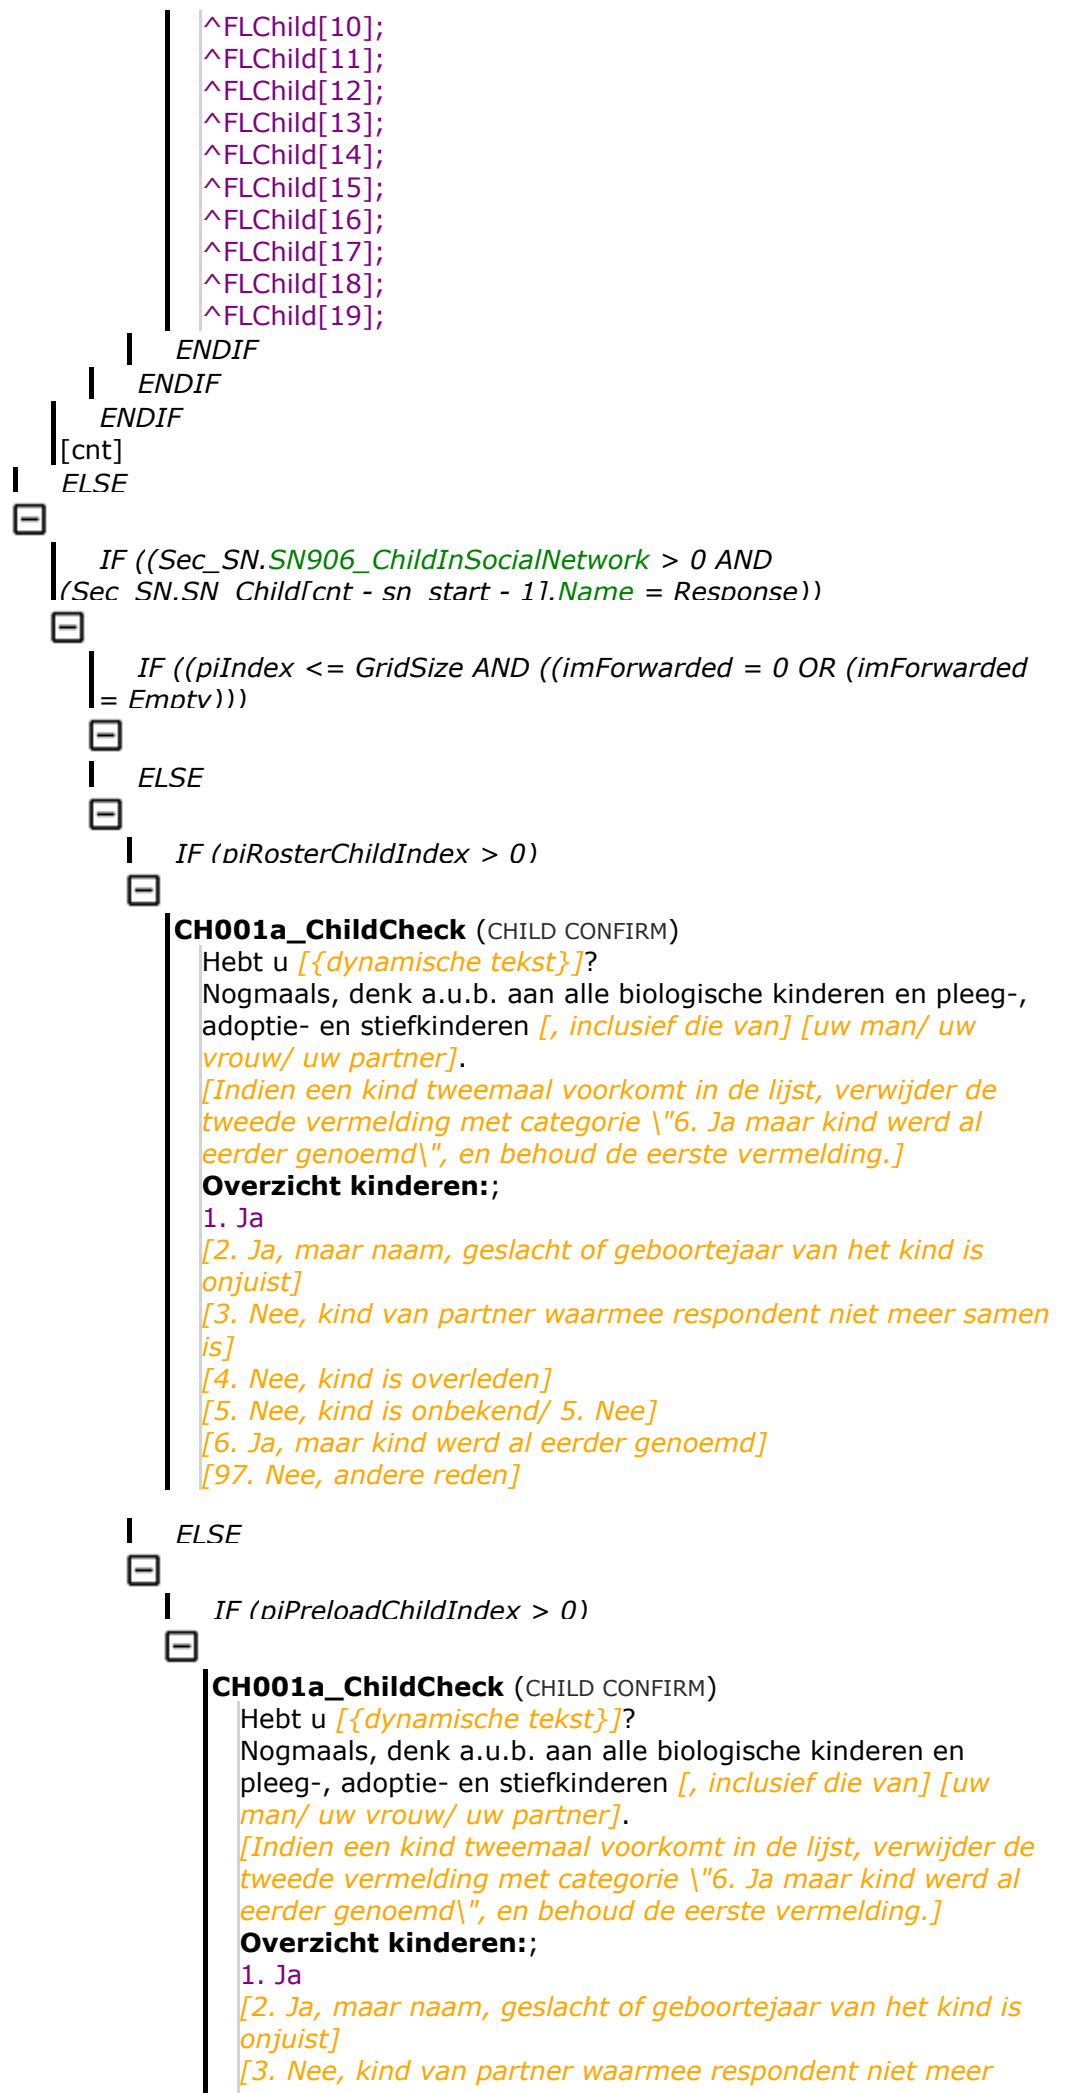 ^FLChild[10];
^FLChild[11];
^FLChild[12];
^FLChild[13];
^FLChild[14];
^FLChild[15];
^FLChild[16];
^FLChild[17];
^FLChild[18];
^FLChild[19];
ENDIF
ENDIF
ENDIF
[cnt]
ELSE
IF ((Sec_SN.SN906_ChildInSocialNetwork > 0 AND
(Sec_SN.SN_Child[cnt - sn_start - 1].Name = Response))
IF ((piIndex <= GridSize AND ((imForwarded = 0 OR (imForwarded
= Empty)))
ELSE
IF (piRosterChildIndex > 0)
CH001a_ChildCheck (CHILD CONFIRM)
Hebt u [{dynamische tekst}]?
Nogmaals, denk a.u.b. aan alle biologische kinderen en pleeg-,
adoptie- en stiefkinderen [, inclusief die van] [uw man/ uw
vrouw/ uw partner].
[Indien een kind tweemaal voorkomt in de lijst, verwijder de
tweede vermelding met categorie \"6. Ja maar kind werd al
eerder genoemd\", en behoud de eerste vermelding.]
Overzicht kinderen:;
1. Ja
[2. Ja, maar naam, geslacht of geboortejaar van het kind is
onjuist]
[3. Nee, kind van partner waarmee respondent niet meer samen
is]
[4. Nee, kind is overleden]
[5. Nee, kind is onbekend/ 5. Nee]
[6. Ja, maar kind werd al eerder genoemd]
[97. Nee, andere reden]
ELSE
IF (piPreloadChildIndex > 0)
CH001a_ChildCheck (CHILD CONFIRM)
Hebt u [{dynamische tekst}]?
Nogmaals, denk a.u.b. aan alle biologische kinderen en
pleeg-, adoptie- en stiefkinderen [, inclusief die van] [uw
man/ uw vrouw/ uw partner].
[Indien een kind tweemaal voorkomt in de lijst, verwijder de
tweede vermelding met categorie \"6. Ja maar kind werd al
eerder genoemd\", en behoud de eerste vermelding.]
Overzicht kinderen:;
1. Ja
[2. Ja, maar naam, geslacht of geboortejaar van het kind is
onjuist]
[3. Nee, kind van partner waarmee respondent niet meer